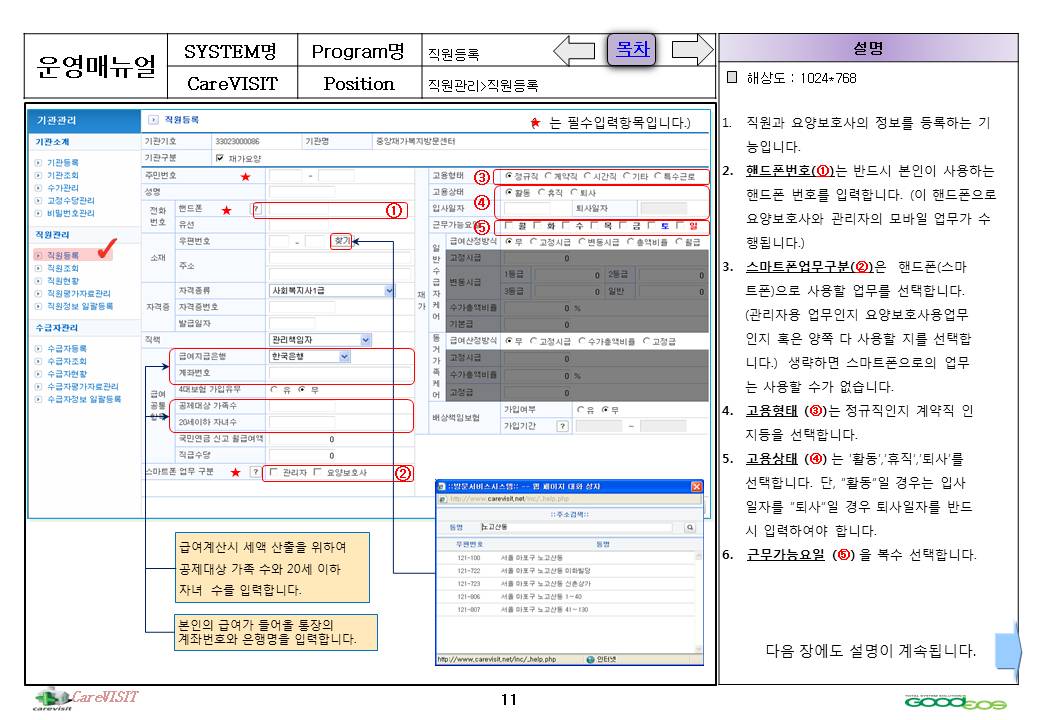 운영매뉴얼
SYSTEM명
Program명
직원등록
목차
CareVISIT
Position
직원관리>직원등록
설명
해상도 : 1024*768
1. 직원과 요양보호사의 정보를 등록하는 기
능입니다.
2. 핸드폰번호(①)는 반드시 본인이 사용하는
핸드폰 번호를 입력합니다. (이 핸드폰으로
요양보호사와 관리자의 모바일 업무가 수
행됩니다.)
3. 스마트폰업무구분(②)은 핸드폰(스마
트폰)으로 사용할 업무를 선택합니다.
(관리자용 업무인지 요양보호사용업무
인지 혹은 양쪽 다 사용할 지를 선택합
니다.) 생략하면 스마트폰으로의 업무
는 사용할 수가 없습니다.
4. 고용형태 (③)는 정규직인지 계약직 인
지등을 선택합니다.
5. 고용상태 (④) 는 '활동','휴직','퇴사'를
선택합니다. 단, "활동"일 경우는 입사
일자를 "퇴사"일 경우 퇴사일자를 반드
시 입력하여야 합니다.
6. 근무가능요일 (⑤) 을 복수 선택합니다.
다음 장에도 설명이 계속됩니다.
기관관리
기관소개
기관등록
기관조회
수가관리
고정수당관리
비밀번호관리
직원관리
직원등록
직원조회
직원현황
직원평가자료관리
직원정보 일괄등록
수급자관리
수급자등록
수급자조회
수급자현황
수급자평가자료관리
수급자정보 일괄등록
직원등록
★ 는 필수입력항목입니다.)
기관기호 33023000086 기관명 중앙재가복지방문센터
기관구분 재가요양
주민번호 ★ -
성명
전화번호 핸드폰 ★ ? ①
유선
소재 우편번호 - 찾기
주소
자격증 자격종류 사회복지사1급
자격증번호
발급일자
직책 관리책임자
급여지급은행 한국은행
계좌번호
급여
공통
4대보험 가입유무 유 무
공제대상 가족수
20세이하 자녀수
국민연금 신고 월급여액 0
직급수당 0
스마트폰 업무 구분 ★ ? 관리자 요양보호사 ②
고용형태 ③ 정규직 계약직 시간직 기타 특수근로
고용상태 ④ 활동 휴직 퇴사
입사일자 퇴사일자
근무가능요일 ⑤ 월 화 수 목 금 토 일
재가
일반수급자케어
급여산정방식 무 고정시급 변동시급 총액비율 월급
고정시급 0
변동시급 1등급 0 2등급 0
3등급 0 일반 0
수가총액비율 0 %
기본급 0
동거가족케어
급여산정방식 무 고정시급 수가총액비율 고정급
고정시급 0
수가총액비율 0 %
고정급 0
배상책임보험 가입여부 유 무
가입기간 ? ~
급여계산시 세액 산출을 위하여
공제대상 가족 수와 20세 이하
자녀 수를 입력합니다.
본인의 급여가 들어올 통장의
계좌번호와 은행명을 입력합니다.
::방문서비스시스템:: -- 웹 페이지 대화 상자
http://www.carevisit.net/Inc/_help.php
::주소검색::
동명 노고산동
우편번호 동명
121-100 서울 마포구 노고산동
121-722 서울 마포구 노고산동 미화빌딩
121-723 서울 마포구 노고산동 신촌상가
121-806 서울 마포구 노고산동 1~40
121-807 서울 마포구 노고산동 41~130
http://www.carevisit.net/Inc/_help.php 인터넷
carevisit
CareVISIT
11
TOTAL SYSTEM SOLUTION
GOODEOS